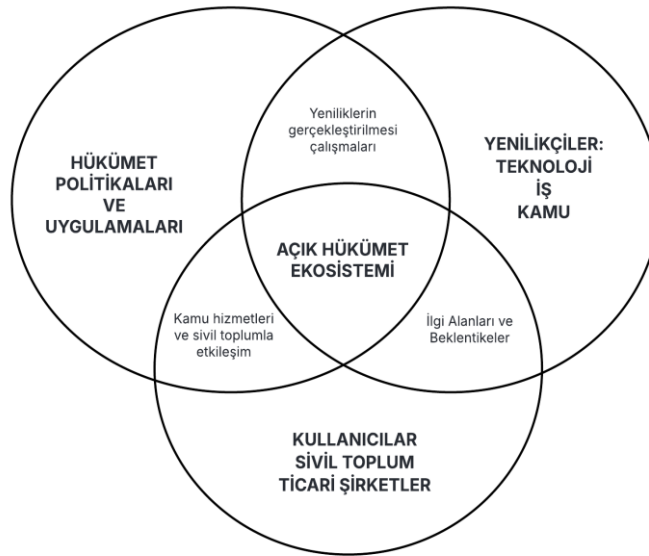 Yeniliklerin
gerçekleştirilmesi
çalışmaları
HÜKÜMET
POLİTİKALARI
VE
UYGULAMALARI
YENİLİKÇİLER:
TEKNOLOJİ
İŞ
KAMU
AÇIK HÜKÜMET
EKOSİSTEMİ
Kamu hizmetleri
ve sivil toplumla
etkileşim
İlgi Alanları ve
Beklentikeler
KULLANICILAR
SİVİL TOPLUM
TİCARİ ŞİRKETLER